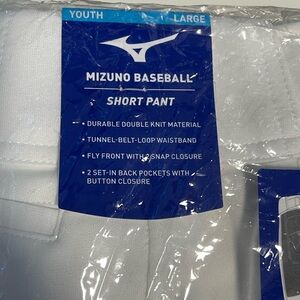 YOUTH LARGE
MIZUNO BASEBALL
SHORT PANT
• DURABLE DOUBLE KNIT MATERIAL
• TUNNEL-BELT-LOOP WAISTBAND
• FLY FRONT WITH 2 SNAP CLOSURE
• 2 SET-IN BACK POCKETS WITH
BUTTON CLOSURE